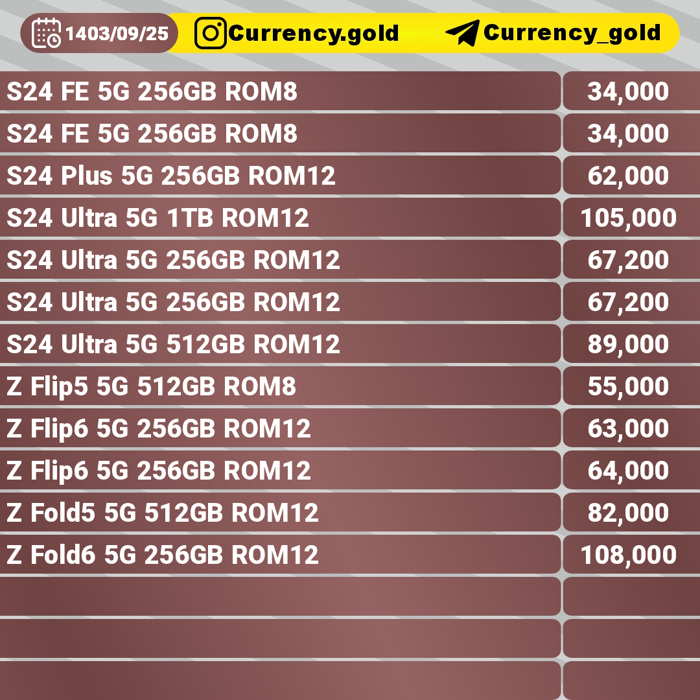 1403/09/25 Currency.gold Currency_gold
S24 FE 5G 256GB ROM8 34,000
S24 FE 5G 256GB ROM8 34,000
S24 Plus 5G 256GB ROM12 62,000
S24 Ultra 5G 1TB ROM12 105,000
S24 Ultra 5G 256GB ROM12 67,200
S24 Ultra 5G 256GB ROM12 67,200
S24 Ultra 5G 512GB ROM12 89,000
Z Flip5 5G 512GB ROM8 55,000
Z Flip6 5G 256GB ROM12 63,000
Z Flip6 5G 256GB ROM12 64,000
Z Fold5 5G 512GB ROM12 82,000
Z Fold6 5G 256GB ROM12 108,000